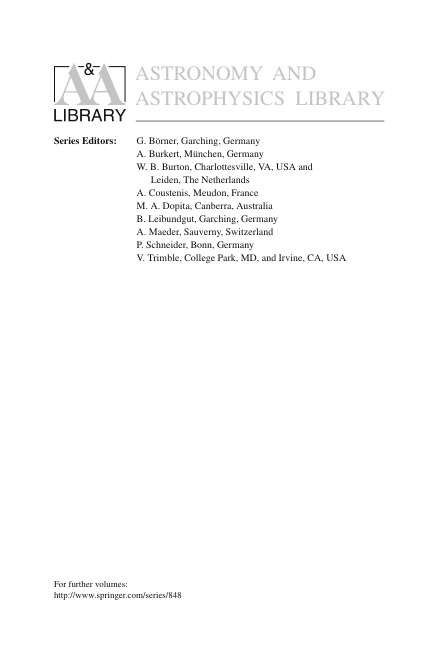 A&A
LIBRARY
ASTRONOMY AND
ASTROPHYSICS LIBRARY
Series Editors:
G. Börner, Garching, Germany
A. Burkert, München, Germany
W. B. Burton, Charlottesville, VA, USA and
Leiden, The Netherlands
A. Coustenis, Meudon, France
M. A. Dopita, Canberra, Australia
B. Leibundgut, Garching, Germany
A. Maeder, Sauverny, Switzerland
P. Schneider, Bonn, Germany
V. Trimble, College Park, MD, and Irvine, CA, USA
For further volumes:
http://www.springer.com/series/848